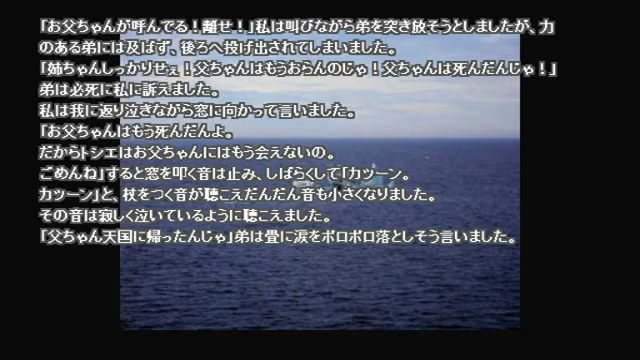 「お父ちゃんが呼んでる！離せ！」私は叫びながら弟を突き放そうとしましたが、力
のある弟には及ばず、後ろへ投げ出されてしまいました。
「姉ちゃんしっかりせぇ！父ちゃんはもうおらんのじゃ！父ちゃんは死んだんじゃ！」
弟は必死に私に訴えました。
私は我に返り泣きながら窓に向かって言いました。
「お父ちゃんはもう死んだんよ。
だからトシエはお父ちゃんにはもう会えないの。
ごめんね」すると窓を叩く音は止み、しばらくして「カツーン。
カツーン」と、杖をつく音が聴こえだんだん音も小さくなりました。
その音は寂しく泣いているように聴こえました。
「父ちゃん天国に帰ったんじゃ」弟は畳に涙をポロポロ落としそう言いました。